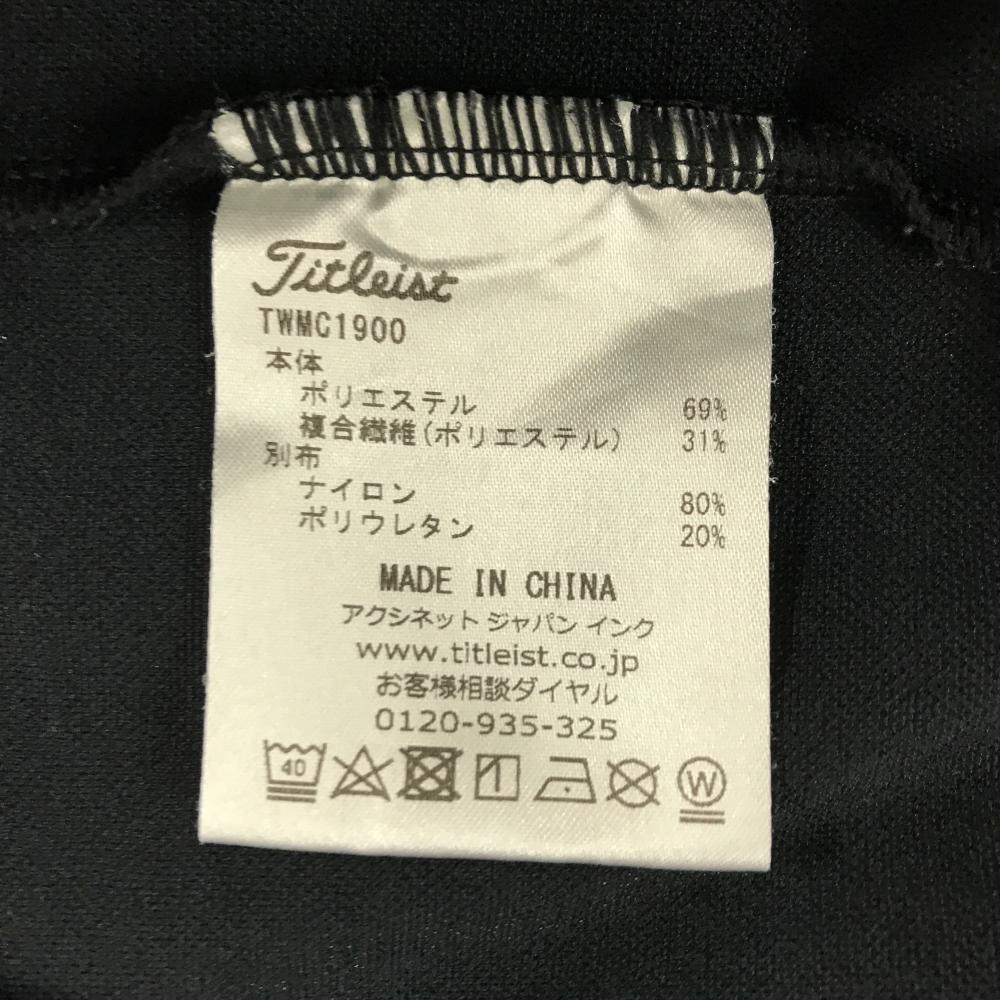 Titleist
TWMC1900
本体
ポリエステル 69%
複合繊維(ポリエステル) 31%
別布
ナイロン 80%
ポリウレタン 20%
MADE IN CHINA
アクシネット ジャパン インク
www.titleist.co.jp
お客様相談ダイヤル
0120-935-325
40 W